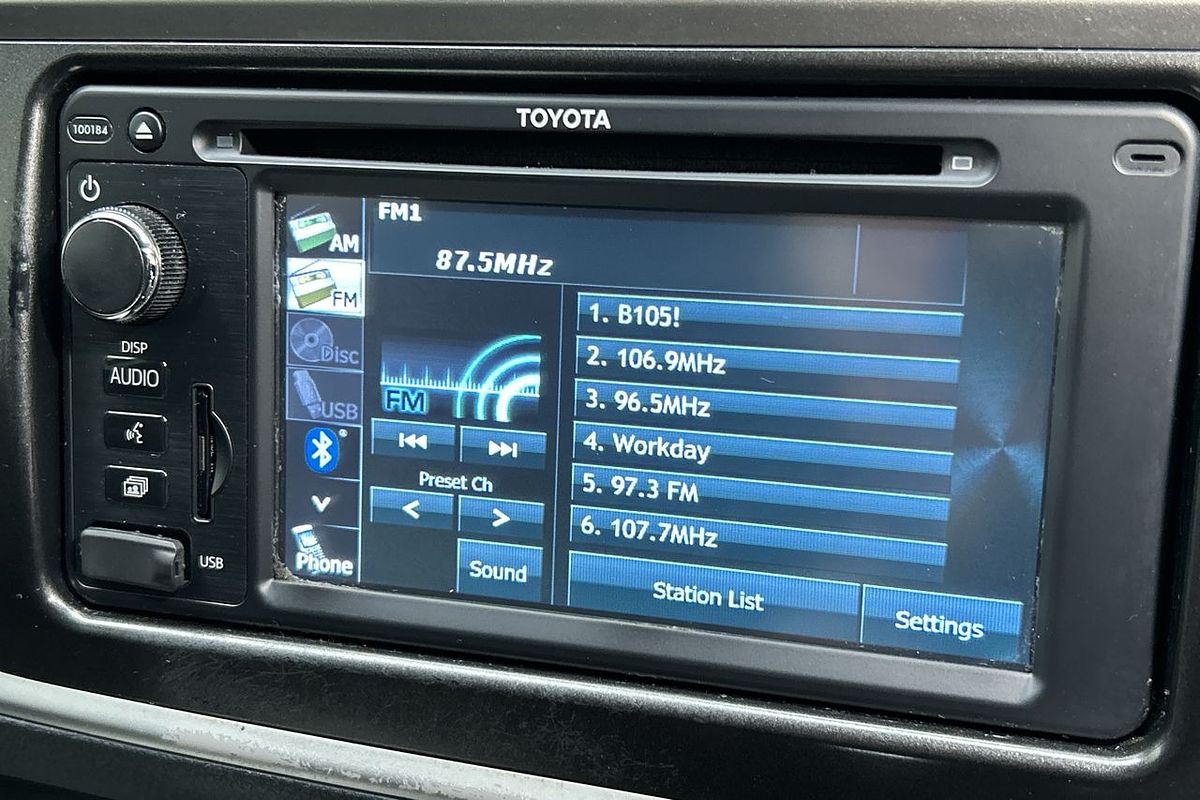 TOYOTA
100184
FM1
87.5MHz
AM
FM
Disc
USB
Phone
DISP
AUDIO
USB
FM
Preset Ch
<
>
Sound
1. B105!
2. 106.9MHz
3. 96.5MHz
4. Workday
5. 97.3 FM
6. 107.7MHz
Station List
Settings